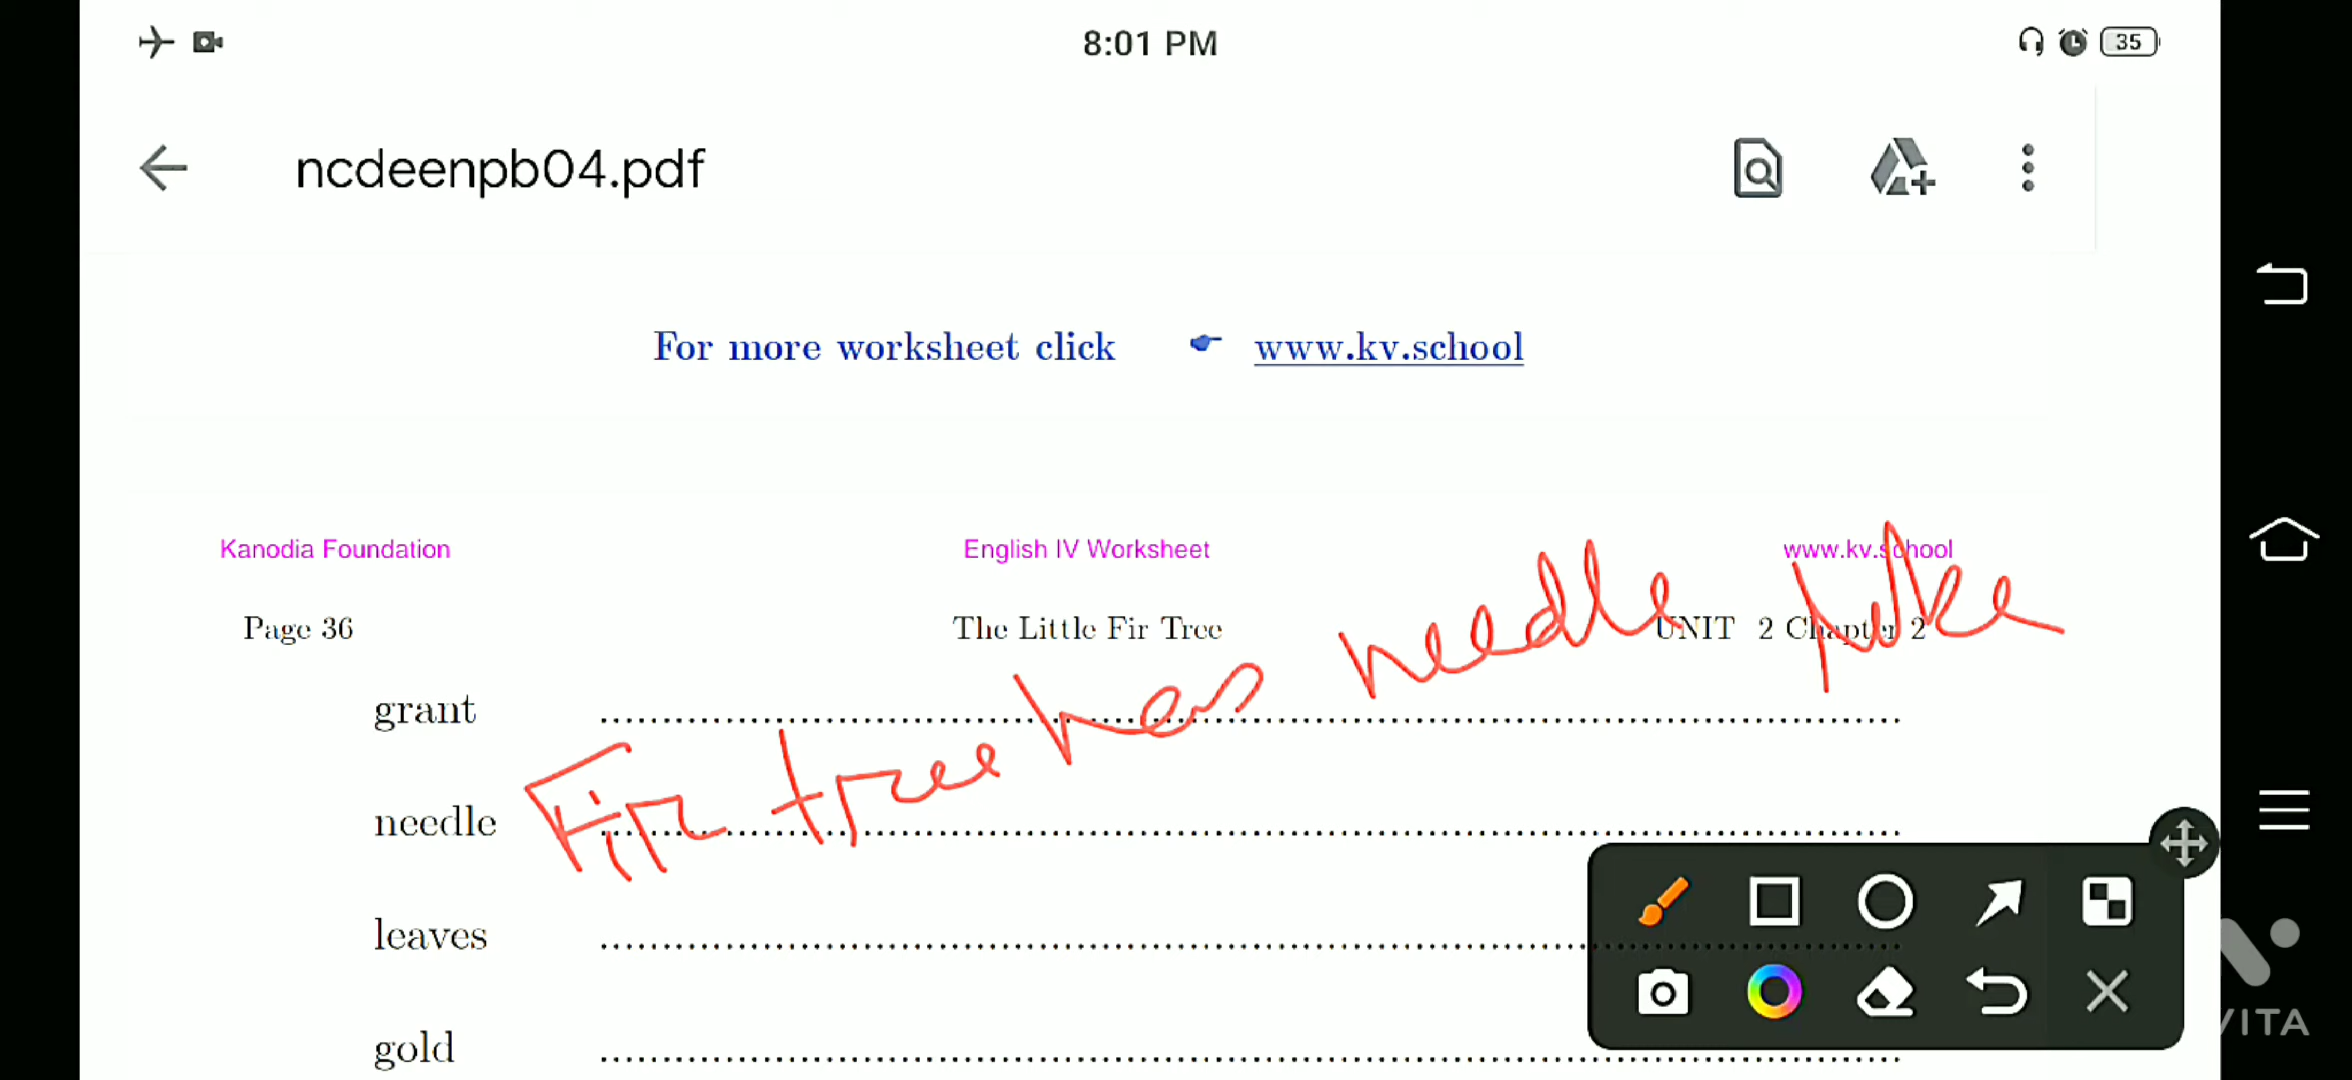 8:01 PM
35
ncdeenpb04.pdf
For more worksheet click www.kv.school
Kanodia Foundation English IV Worksheet www.kv.school
Page 36 The Little Fir Tree UNIT 2 Chapter 2
grant
Fir tree has needle like
needle
leaves
gold
VITA